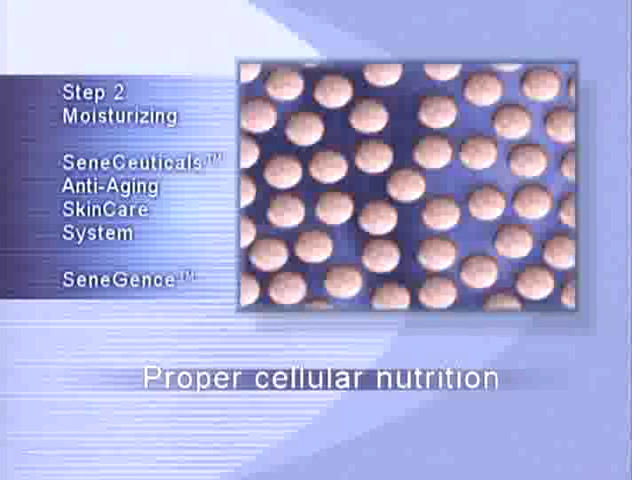 Step 2
Moisturizing
SeneCeuticals™
Anti-Aging
SkinCare
System
SeneGence™
Proper cellular nutrition